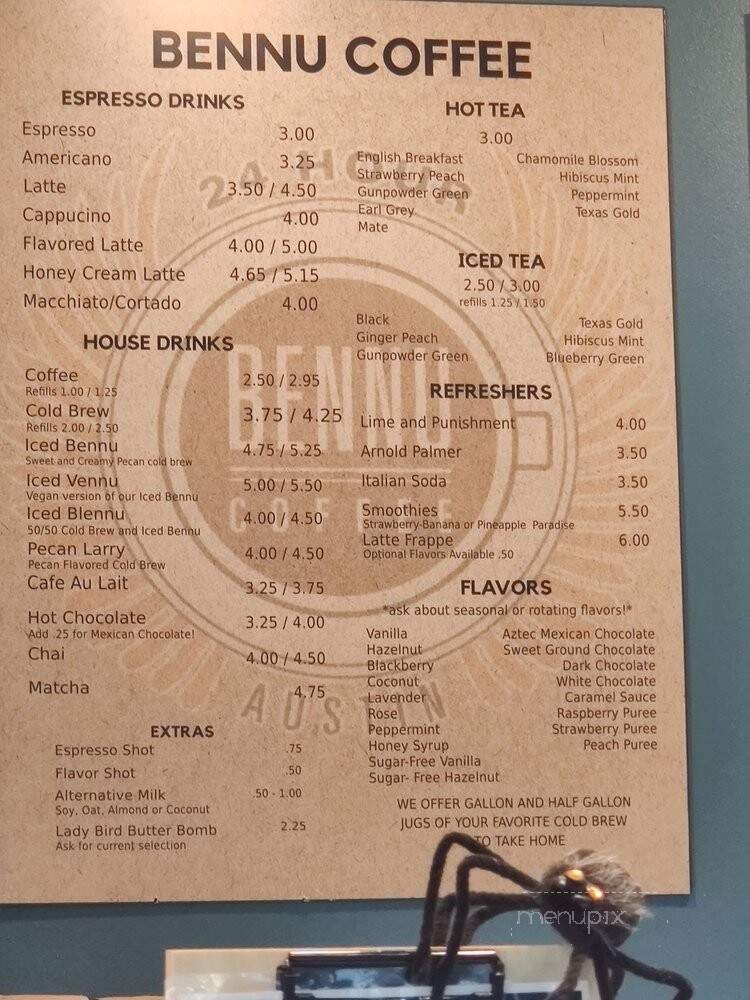 BENNU COFFEE
ESPRESSO DRINKS
Espresso 3.00
Americano 3.25
Latte 3.50 / 4.50
Cappucino 4.00
Flavored Latte 4.00 / 5.00
Honey Cream Latte 4.65 / 5.15
Macchiato/Cortado 4.00
HOUSE DRINKS
Coffee 2.50 / 2.95
Refills 1.00 / 1.25
Cold Brew 3.75 / 4.25
Refills 2.00 / 2.50
Iced Bennu 4.75 / 5.25
Sweet and Creamy Pecan cold brew
Iced Vennu 5.00 / 5.50
Vegan version of our Iced Bennu
Iced Blennu 4.00 / 4.50
50/50 Cold Brew and Iced Bennu
Pecan Larry 4.00 / 4.50
Pecan Flavored Cold Brew
Cafe Au Lait 3.25 / 3.75
Hot Chocolate 3.25 / 4.00
Add .25 for Mexican Chocolate!
Chai 4.00 / 4.50
Matcha 4.75
EXTRAS
Espresso Shot .75
Flavor Shot .50
Alternative Milk .50 - 1.00
Soy, Oat, Almond or Coconut
Lady Bird Butter Bomb 2.25
Ask for current selection
HOT TEA
3.00
English Breakfast Chamomile Blossom
Strawberry Peach Hibiscus Mint
Gunpowder Green Peppermint
Earl Grey Texas Gold
Mate
ICED TEA
2.50 / 3.00
refills 1.25 / 1.50
Black Texas Gold
Ginger Peach Hibiscus Mint
Gunpowder Green Blueberry Green
REFRESHERS
Lime and Punishment 4.00
Arnold Palmer 3.50
Italian Soda 3.50
Smoothies 5.50
Strawberry-Banana or Pineapple Paradise
Latte Frappe 6.00
Optional Flavors Available .50
FLAVORS
*ask about seasonal or rotating flavors!*
Vanilla Aztec Mexican Chocolate
Hazelnut Sweet Ground Chocolate
Blackberry Dark Chocolate
Coconut White Chocolate
Lavender Caramel Sauce
Rose Raspberry Puree
Peppermint Strawberry Puree
Honey Syrup Peach Puree
Sugar-Free Vanilla
Sugar- Free Hazelnut
WE OFFER GALLON AND HALF GALLON
JUGS OF YOUR FAVORITE COLD BREW
TO TAKE HOME
24 HOUR
BENNU
COFFEE
AUSTIN
menupix